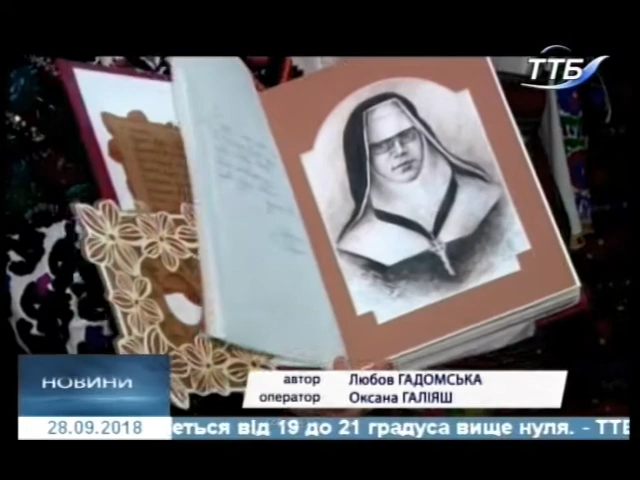 ТТБ
НОВИНИ
автор Любов ГАДОМСЬКА
оператор Оксана ГАЛІЯШ
28.09.2018 ється від 19 до 21 градуса вище нуля. - ТТБ